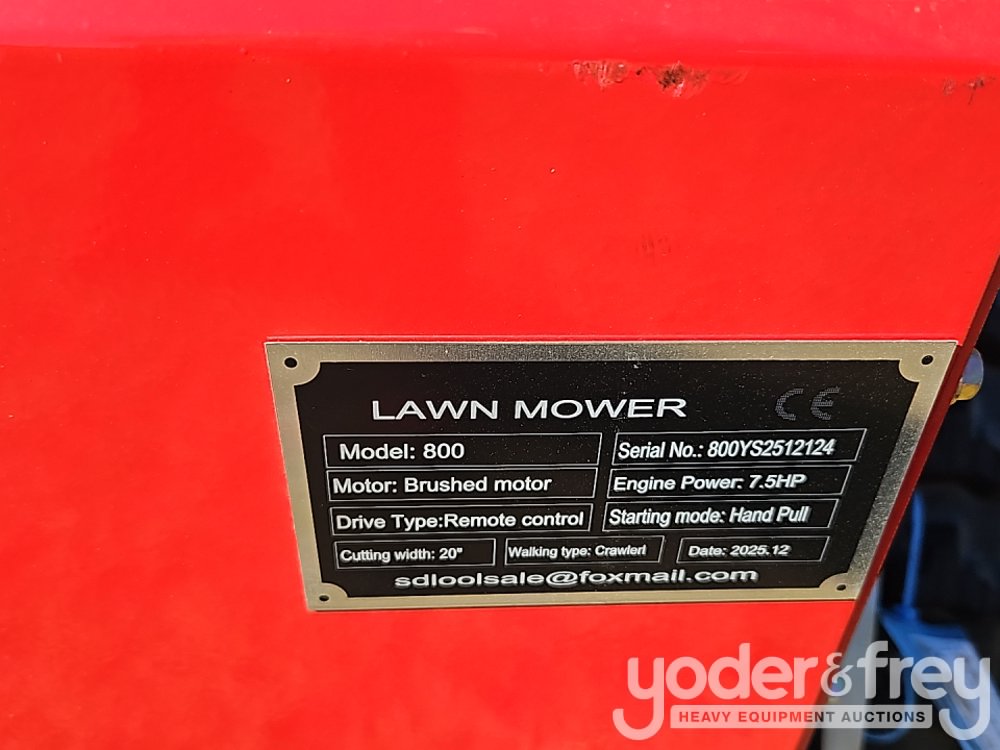 LAWN MOWER CE
Model: 800
Serial No.: 800YS2512124
Motor: Brushed motor
Engine Power: 7.5HP
Drive Type:Remote control
Starting mode: Hand Pull
Cutting width: 20"
Walking type: Crawlerl
Date: 2025.12
sdloolsale@foxmail.com
yoder&frey
HEAVY EQUIPMENT AUCTIONS